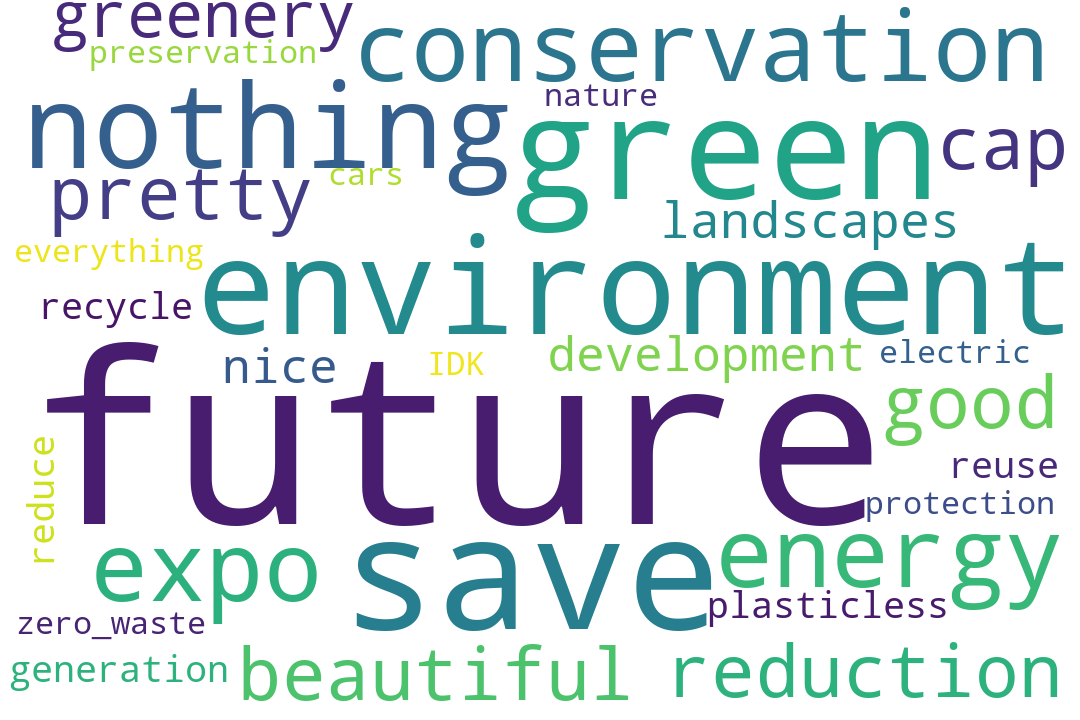 greenery
conservation
preservation
nothing
nature
green
cap
pretty
cars
landscapes
everything
environment
recycle
nice
IDK
development
electric
future
good
reduce
reuse
protection
expo
save
energy
plasticless
zero_waste
generation
beautiful
reduction